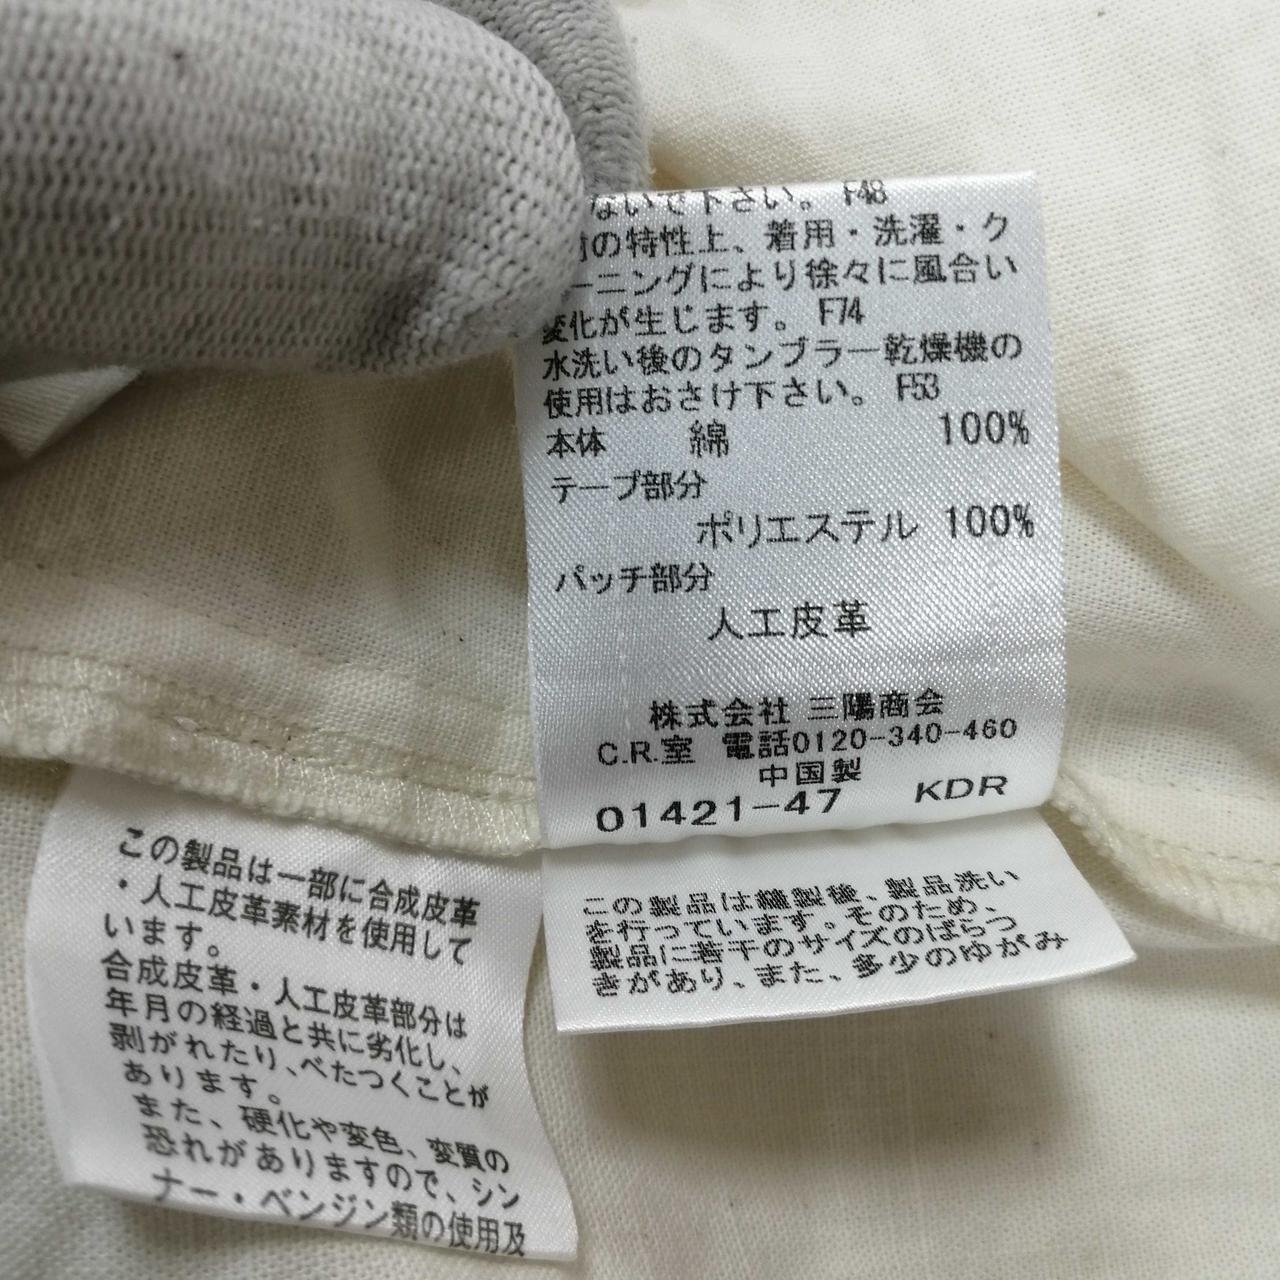 ないで下さい。 F48
の特性上、着用・洗濯・ク
ーニングにより徐々に風合い
変化が生じます。 F74
水洗い後のタンブラー乾燥機の
使用はおさけ下さい。 F53
本体 綿 100%
テープ部分
ポリエステル 100%
パッチ部分
人工皮革
株式会社 三陽商会
C.R.室 電話0120-340-460
中国製
01421-47 KDR
この製品は一部に合成皮革
・人工皮革素材を使用して
います。
合成皮革・人工皮革部分は
年月の経過と共に劣化し、
剥がれたり、べたつくことが
あります。
また、硬化や変色、変質の
恐れがありますので、シン
ナー・ベンジン類の使用及
この製品は縫製後、製品洗い
を行っています。そのため、
製品に若干のサイズのばらつ
きがあり、また、多少のゆがみ